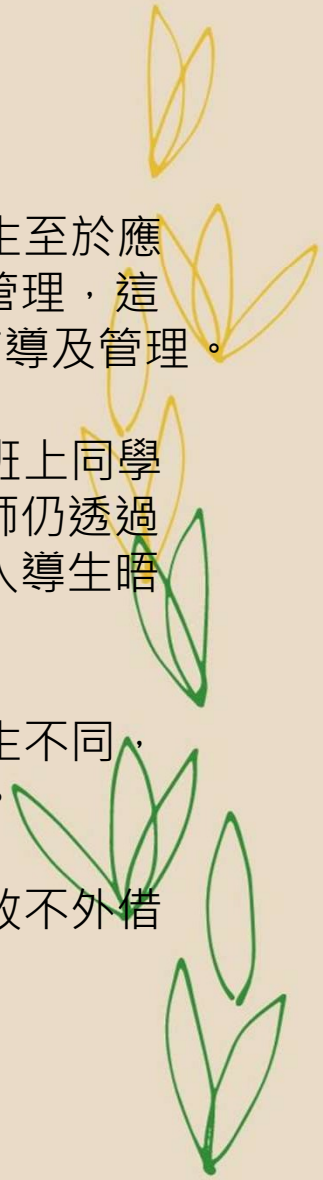 生至於應
管理，這
導及管理。
班上同學
師仍透過
人導生晤
生不同，
故不外借